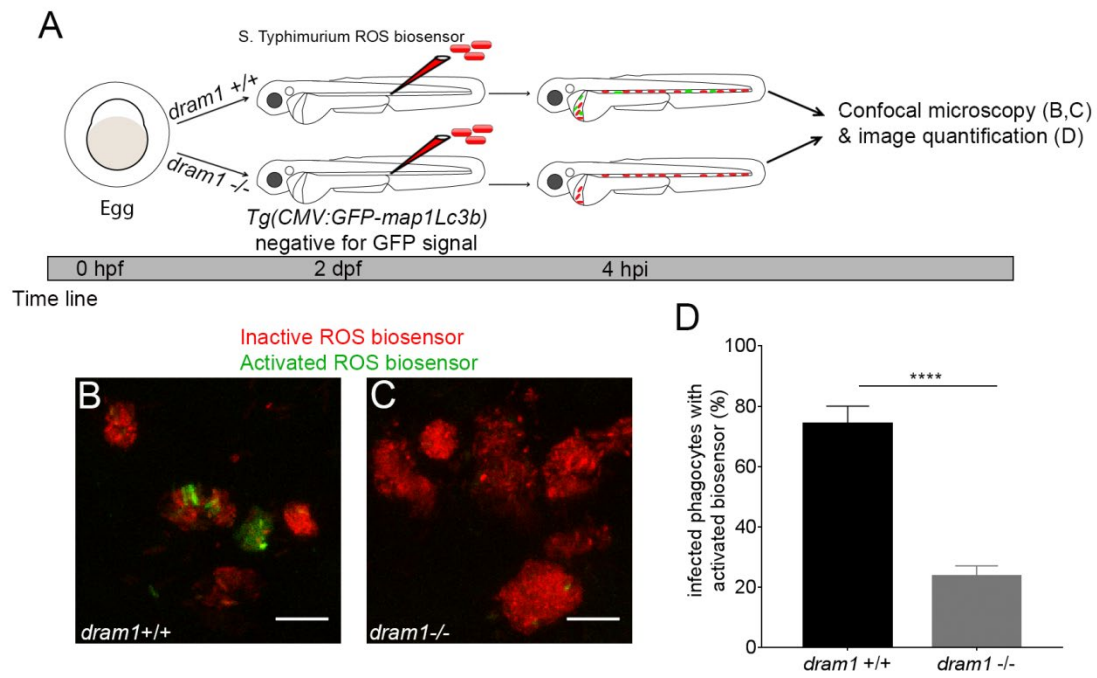 A
S. Typhimurium ROS biosensor
dram1 +/+
dram1 -/-
Egg
Tg(CMV:GFP-map1Lc3b)
negative for GFP signal
Confocal microscopy (B,C)
& image quantification (D)
0 hpf
2 dpf
4 hpi
Time line
Inactive ROS biosensor
Activated ROS biosensor
B
dram1+/+
C
dram1-/-
D
infected phagocytes with
activated biosensor (%)
100
80
60
40
20
0
****
dram1 +/+
dram1 -/-